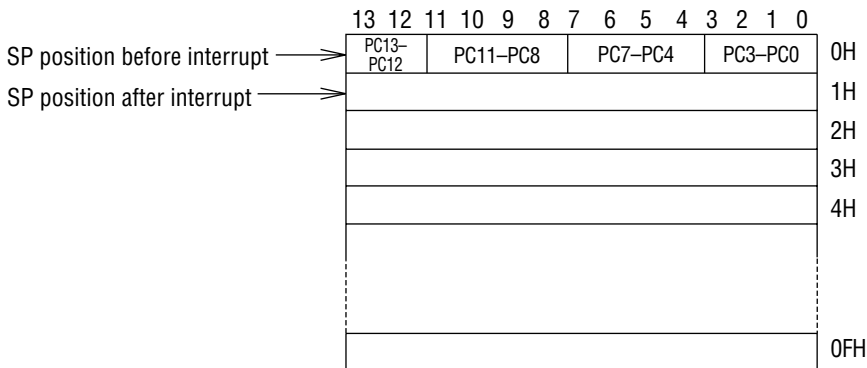 13 12 11 10 9 8 7 6 5 4 3 2 1 0
SP position before interrupt
PC13–
PC12
PC11–PC8
PC7–PC4
PC3–PC0
0H
SP position after interrupt
1H
2H
3H
4H
0FH